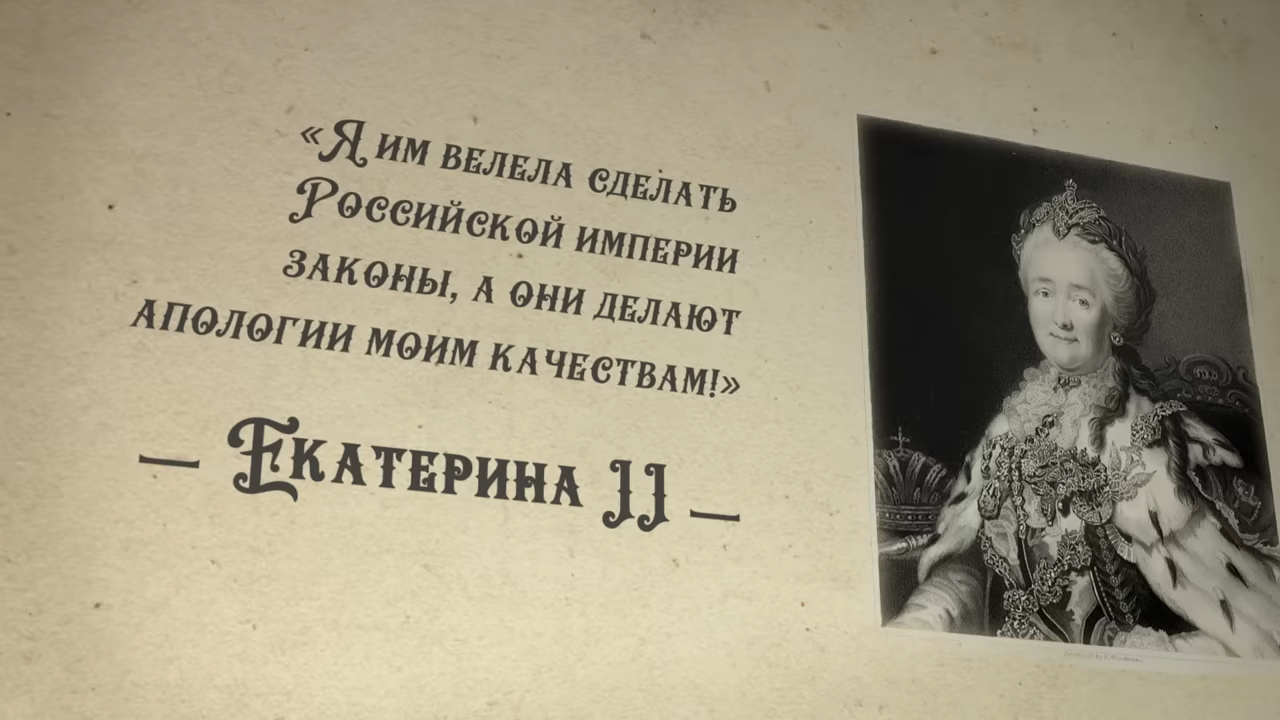 «Я им велела сделать
Российской империи
законы, а они делают
апологии моим качествам!»
— Екатерина II —